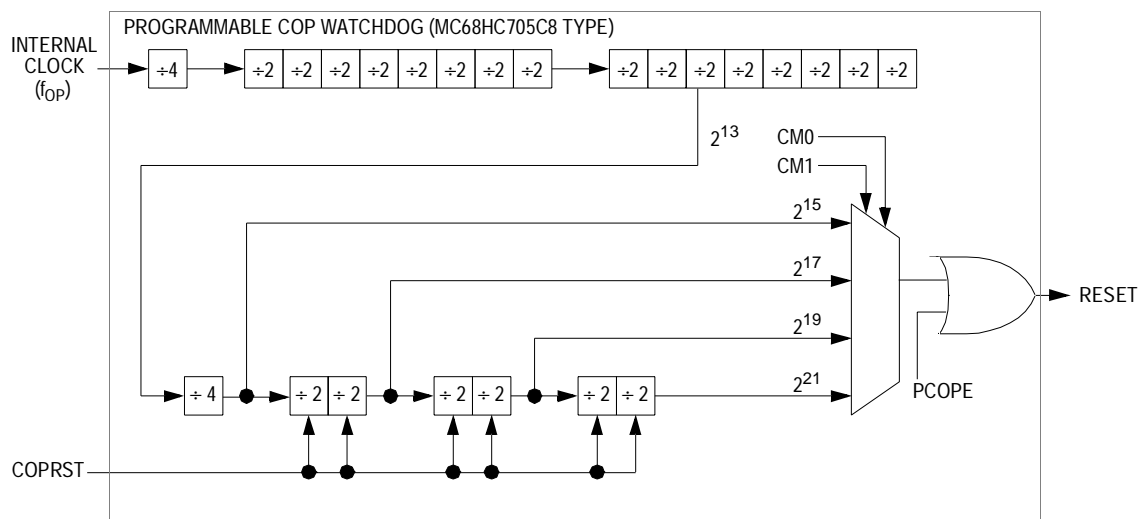 PROGRAMMABLE COP WATCHDOG (MC68HC705C8 TYPE)
INTERNAL
CLOCK
(fOP)
÷4
÷2 ÷2 ÷2 ÷2 ÷2 ÷2 ÷2 ÷2
÷2 ÷2 ÷2 ÷2 ÷2 ÷2 ÷2 ÷2
2^13
CM0
CM1
2^15
2^17
2^19
2^21
RESET
PCOPE
÷ 4
÷ 2 ÷ 2
÷ 2 ÷ 2
÷ 2 ÷ 2
COPRST